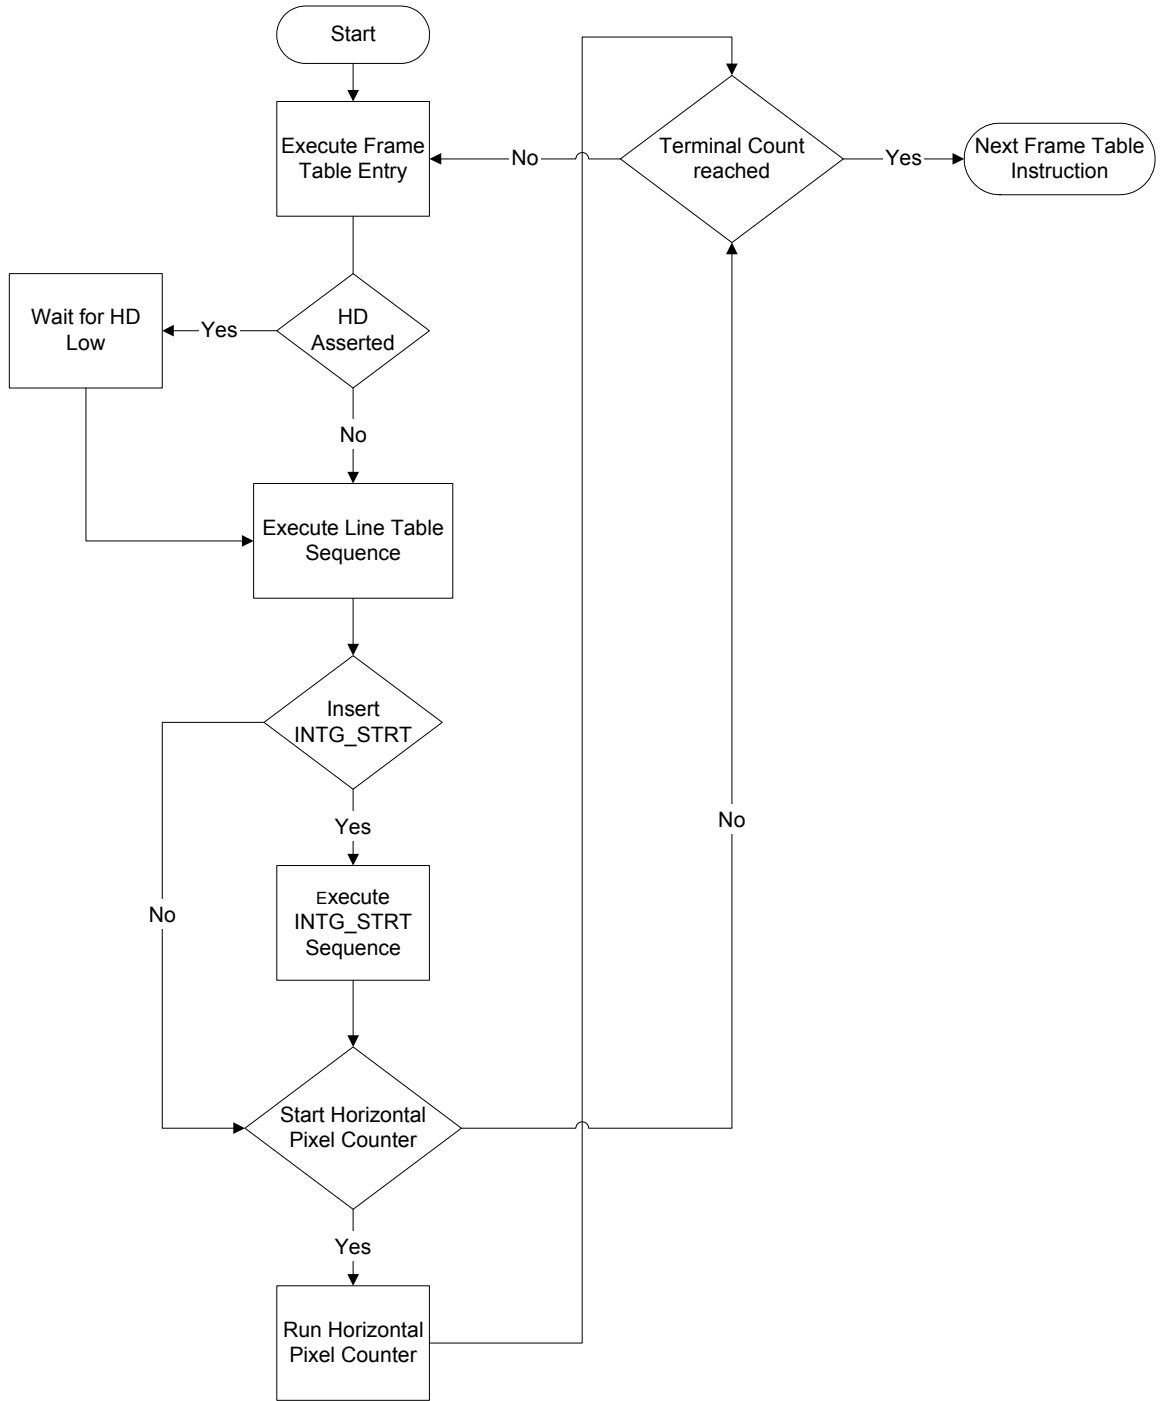 Start
Execute Frame
Table Entry
No
Terminal Count
reached
Yes
Next Frame Table
Instruction
Wait for HD
Low
Yes
HD
Asserted
No
Execute Line Table
Sequence
Insert
INTG_STRT
Yes
No
Execute
INTG_STRT
Sequence
No
Start Horizontal
Pixel Counter
Yes
Run Horizontal
Pixel Counter